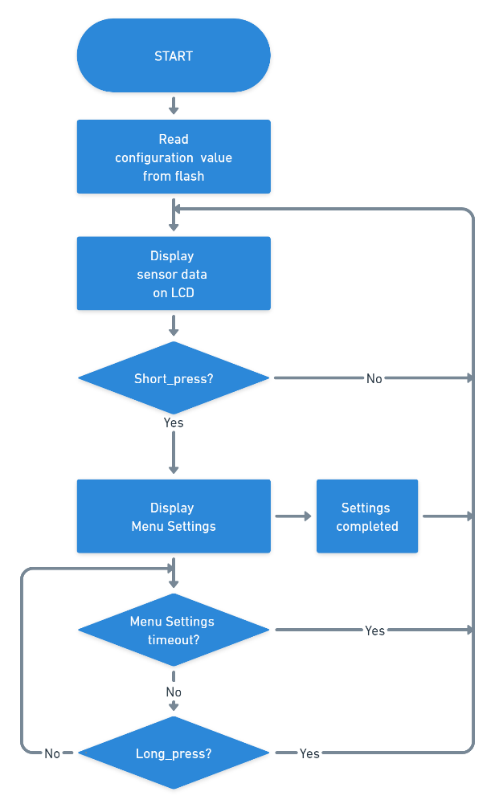 START
Read
configuration value
from flash
Display
sensor data
on LCD
Short_press?
No
Yes
Display
Menu Settings
Settings
completed
Menu Settings
timeout?
Yes
No
No
Long_press?
Yes